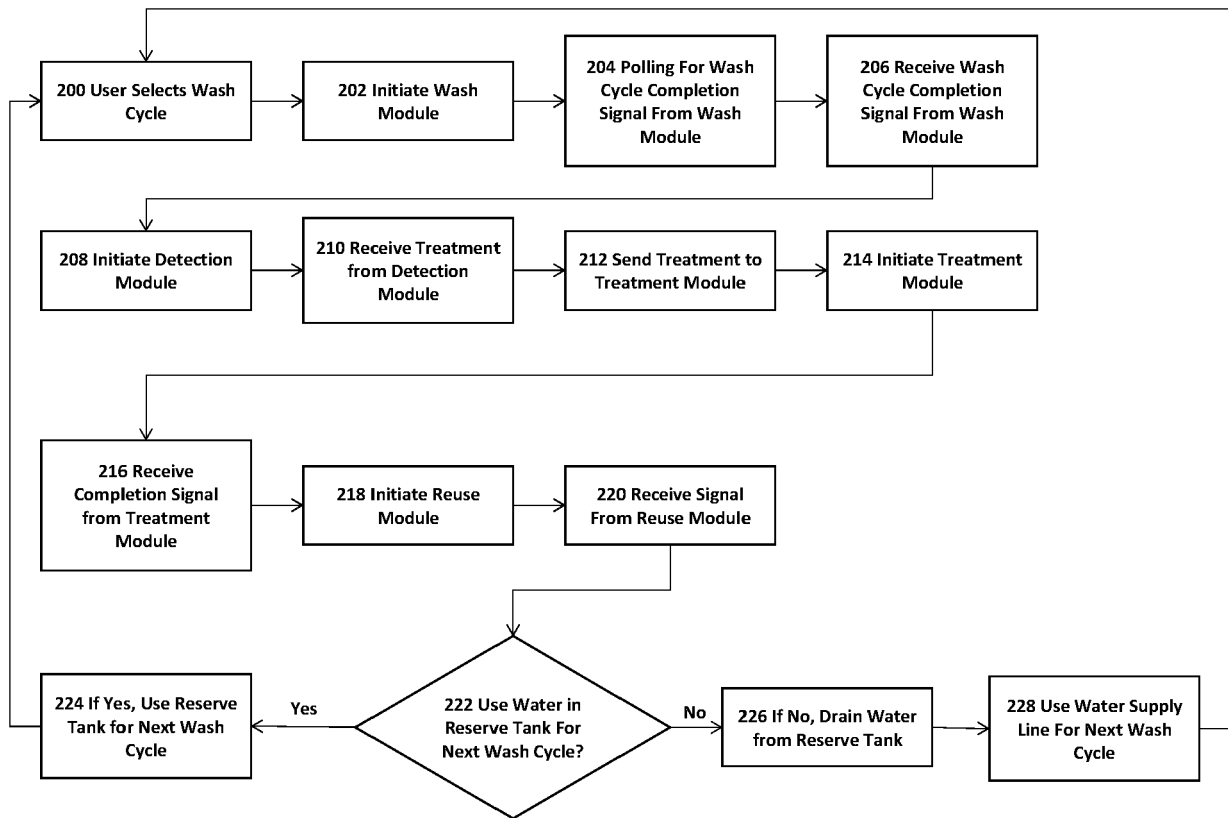 200 User Selects Wash
Cycle
202 Initiate Wash
Module
204 Polling For Wash
Cycle Completion
Signal From Wash
Module
206 Receive Wash
Cycle Completion
Signal From Wash
Module
208 Initiate Detection
Module
210 Receive Treatment
from Detection
Module
212 Send Treatment to
Treatment Module
214 Initiate Treatment
Module
216 Receive
Completion Signal
from Treatment
Module
218 Initiate Reuse
Module
220 Receive Signal
From Reuse Module
222 Use Water in
Reserve Tank For
Next Wash Cycle?
Yes
224 If Yes, Use Reserve
Tank for Next Wash
Cycle
No
226 If No, Drain Water
from Reserve Tank
228 Use Water Supply
Line For Next Wash
Cycle